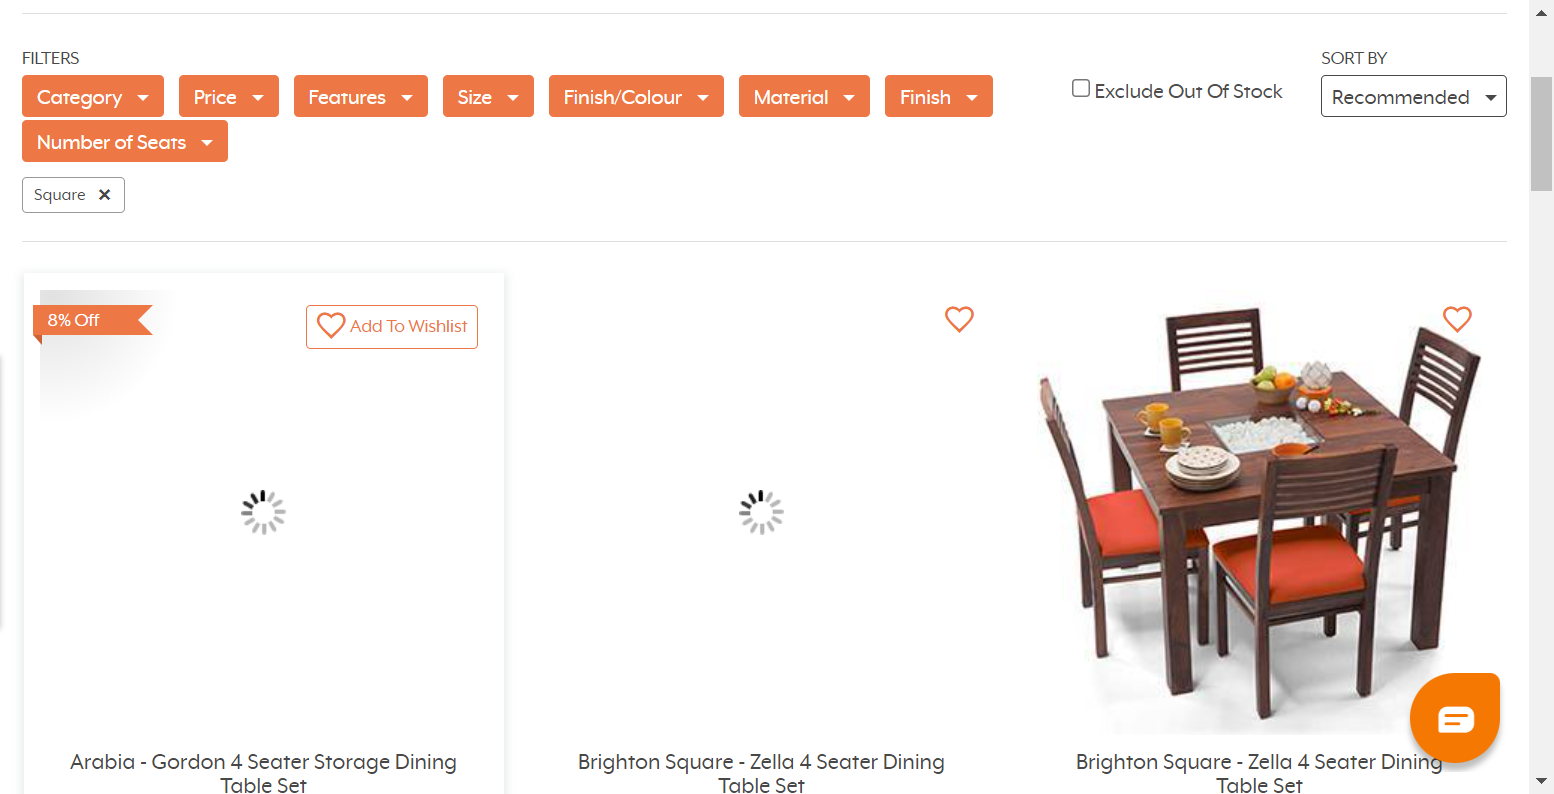 FILTERS
SORT BY
Category
Price
Features
Size
Finish/Colour
Material
Finish
Exclude Out Of Stock
Recommended
Number of Seats
Square ✕
8% Off
Add To Wishlist
Arabia - Gordon 4 Seater Storage Dining
Table Set
Brighton Square - Zella 4 Seater Dining
Table Set
Brighton Square - Zella 4 Seater Dining
Table Set